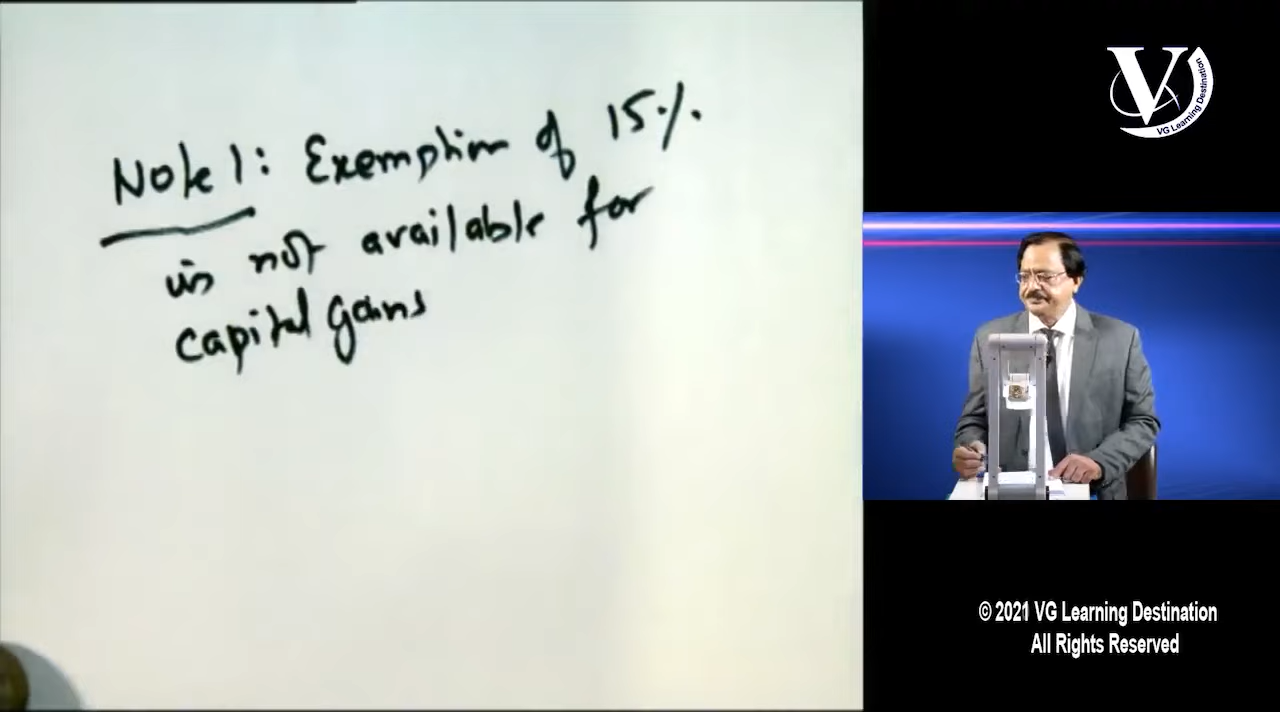 Note 1: Exemption of 15%
is not available for
capital gains
V
VG Learning Destination
© 2021 VG Learning Destination
All Rights Reserved